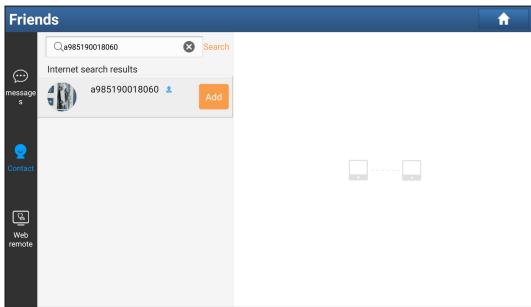 Friends
a985190018060
Search
Internet search results
message
s
a985190018060
Add
Contact
Web
remote